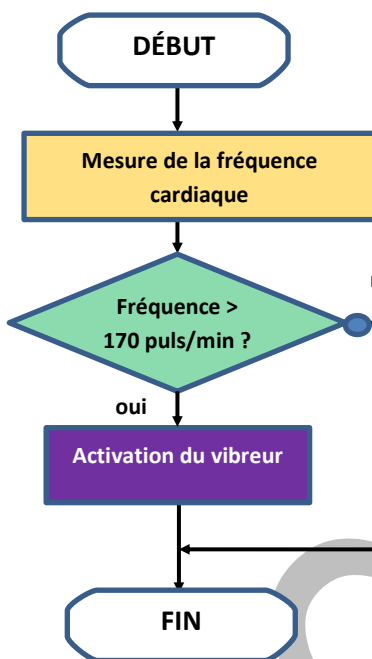 DÉBUT
Mesure de la fréquence
cardiaque
Fréquence >
170 puls/min ?
oui
Activation du vibreur
FIN